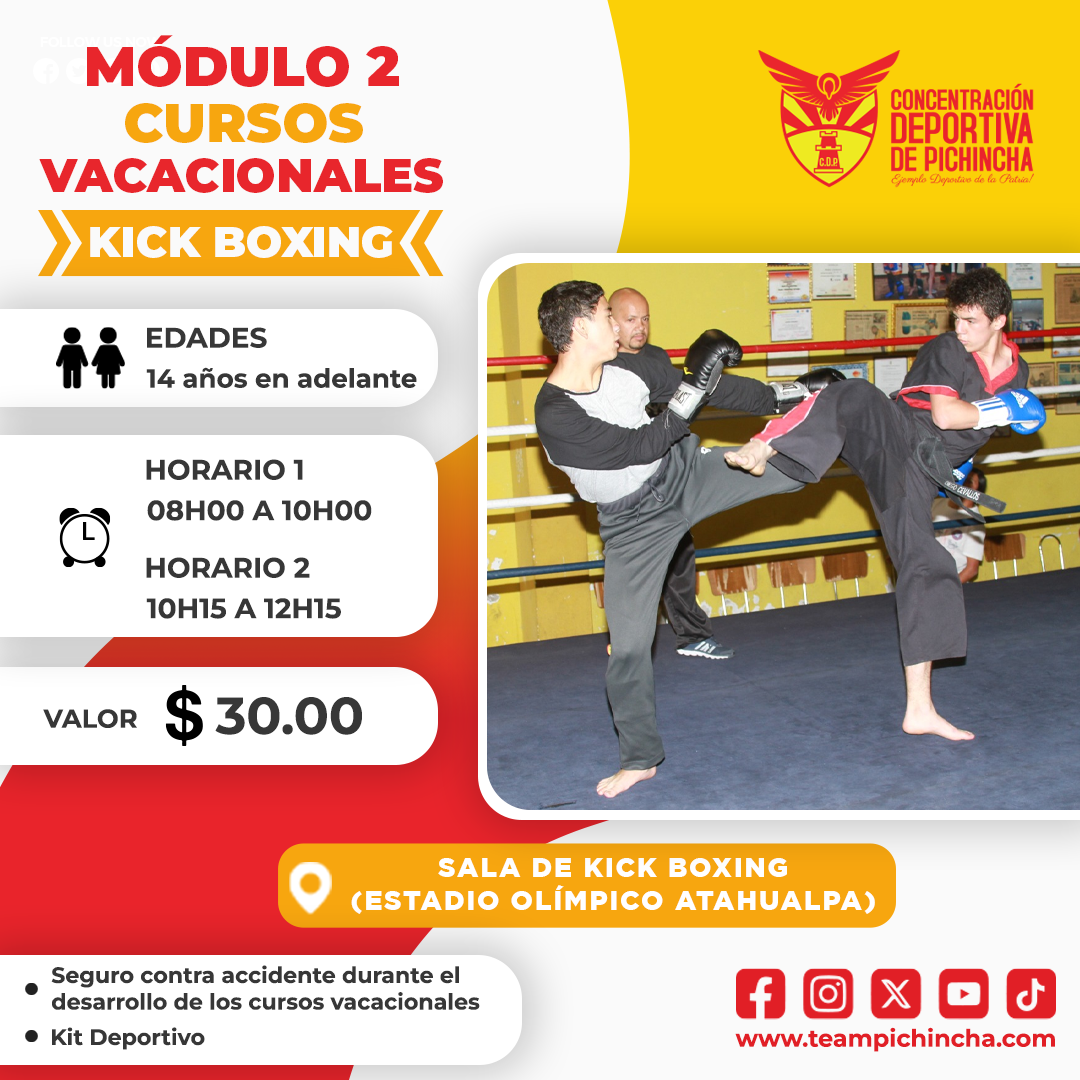 MÓDULO 2
CURSOS
VACACIONALES
KICK BOXING
CONCENTRACIÓN
DEPORTIVA
DE PICHINCHA
Ejemplo Deportivo de la Patria!
C.D.P.
EDADES
14 años en adelante
HORARIO 1
08H00 A 10H00
HORARIO 2
10H15 A 12H15
VALOR $ 30.00
SALA DE KICK BOXING
(ESTADIO OLÍMPICO ATAHUALPA)
• Seguro contra accidente durante el
desarrollo de los cursos vacacionales
• Kit Deportivo
www.teampichincha.com